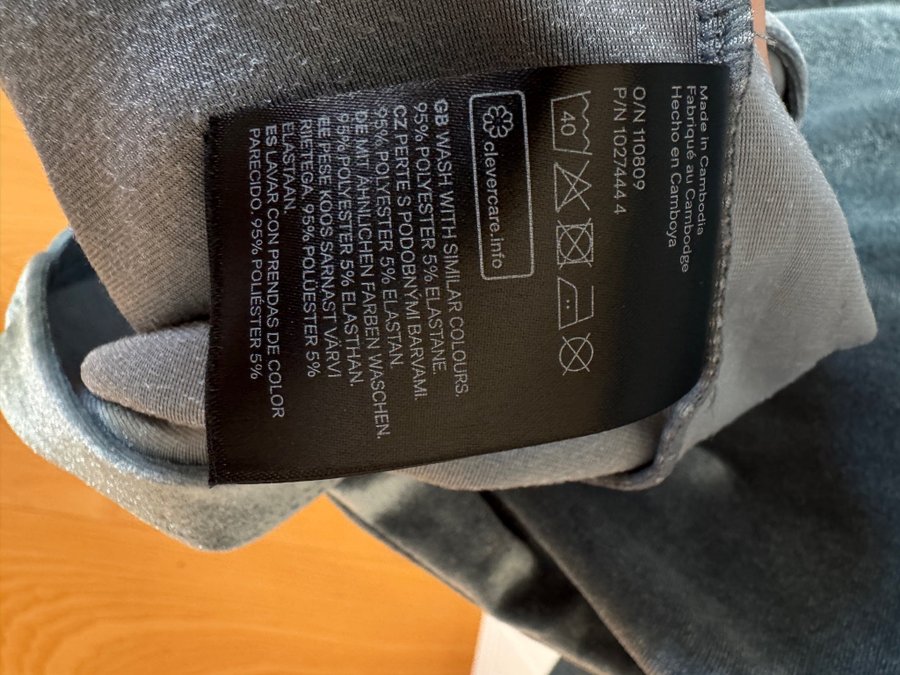 Made in Cambodia
Fabriqué au Cambodge
Hecho en Camboya
O/N 110809
P/N 1027444 4
40
clevercare.info
GB WASH WITH SIMILAR COLOURS.
95% POLYESTER 5% ELASTANE.
CZ PERTE S PODOBNÝMI BARVAMI.
95% POLYESTER 5% ELASTAN.
DE MIT ÄHNLICHEN FARBEN WASCHEN.
95% POLYESTER 5% ELASTHAN.
EE PESE KOOS SARNAST VÄRVI
RIIETEGA. 95% POLÜESTER 5%
ELASTAAN.
ES LAVAR CON PRENDAS DE COLOR
PARECIDO. 95% POLIÉSTER 5%